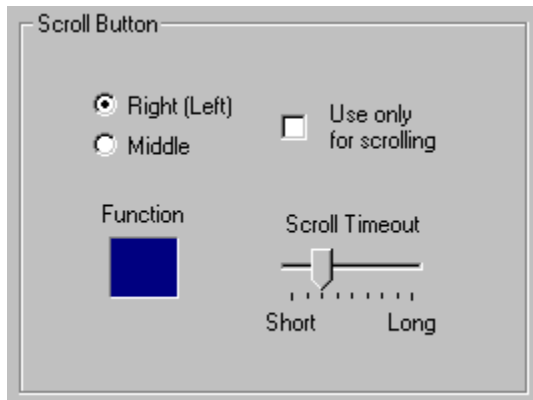 Scroll Button
Right (Left)
Middle
Use only
for scrolling
Function
Scroll Timeout
Short
Long